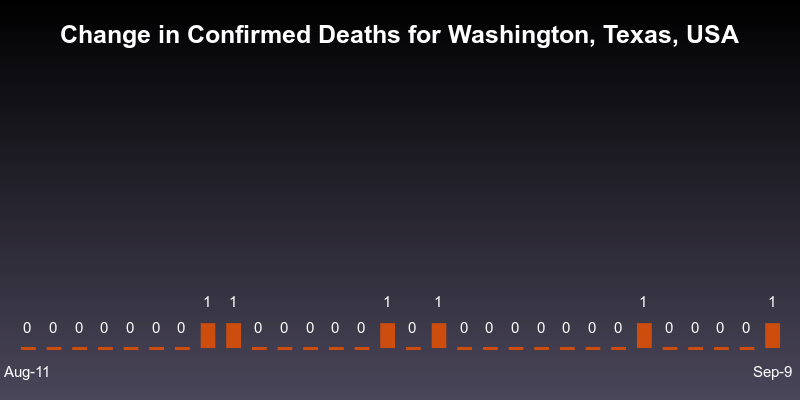 Change in Confirmed Deaths for Washington, Texas, USA
1 1 1 1 1 1
0 0 0 0 0 0 0 0 0 0 0 0 0 0 0 0 0 0 0 0 0 0 0 0
Aug-11 Sep-9